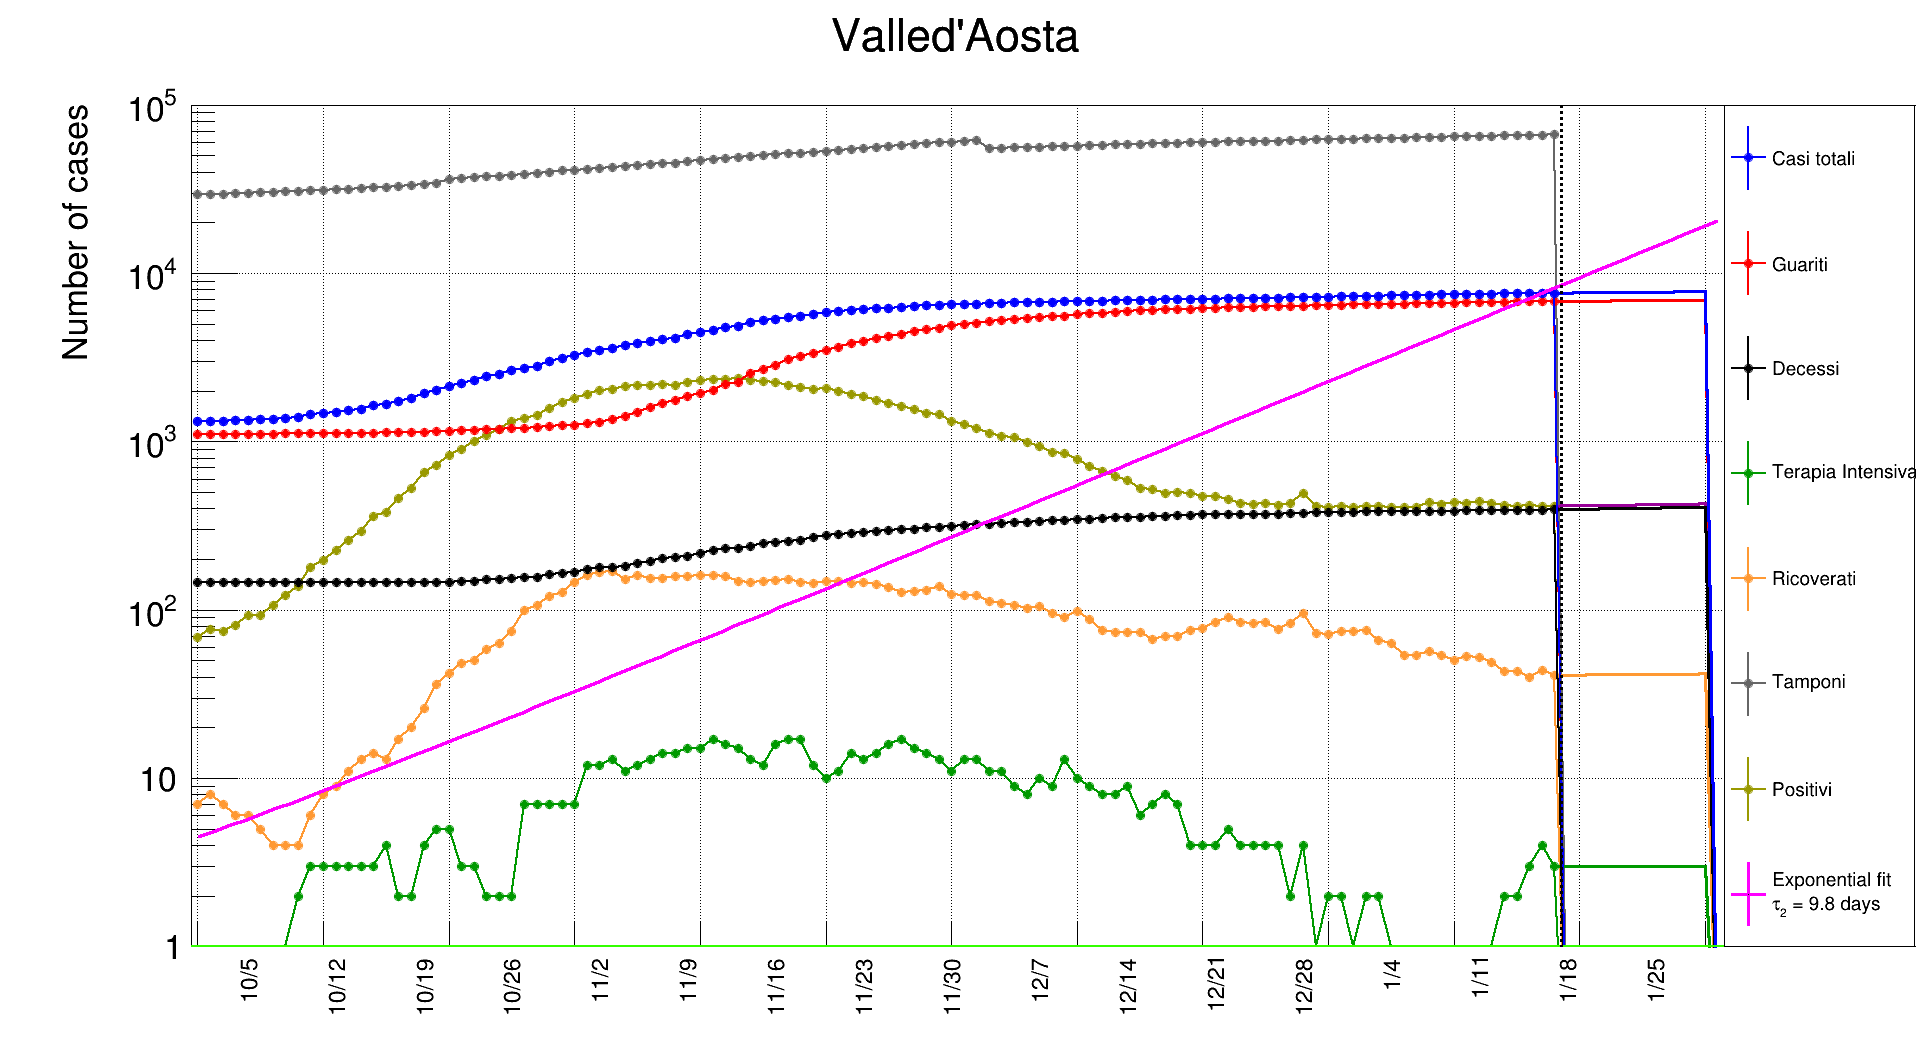 Valled'Aosta
Number of cases
10^5
10^4
10^3
10^2
10
1
10/5
10/12
10/19
10/26
11/2
11/9
11/16
11/23
11/30
12/7
12/14
12/21
12/28
1/4
1/11
1/18
1/25
Casi totali
Guariti
Decessi
Terapia Intensiva
Ricoverati
Tamponi
Positivi
Exponential fit
τ₂ = 9.8 days